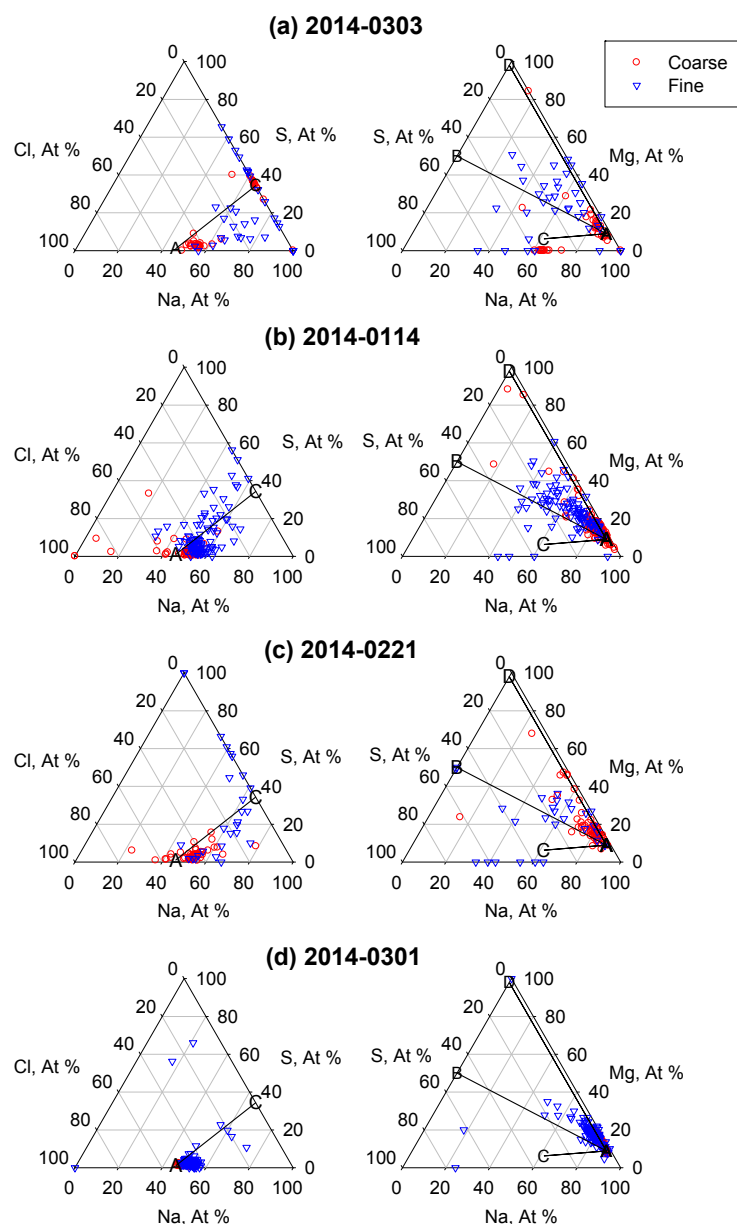 (a) 2014-0303
Coarse
Fine
0 100 0 100
20 80 20 80
40 60 S, At % S, At % 40 60
Cl, At % 60 40 60 40 Mg, At %
80 20 80 20
100 0 100 0
A C A B C D
0 20 40 60 80 100 0 20 40 60 80 100
Na, At % Na, At %
(b) 2014-0114
0 100 0 100
20 80 20 80
Cl, At % 40 60 S, At % S, At % 40 60 Mg, At %
60 40 60 40
80 20 80 20
100 0 100 0
A C A B C D
0 20 40 60 80 100 0 20 40 60 80 100
Na, At % Na, At %
(c) 2014-0221
0 100 0 100
20 80 20 80
Cl, At % 40 60 S, At % S, At % 40 60 Mg, At %
60 40 60 40
80 20 80 20
100 0 100 0
A C A B C D
0 20 40 60 80 100 0 20 40 60 80 100
Na, At % Na, At %
(d) 2014-0301
0 100 0 100
20 80 20 80
Cl, At % 40 60 S, At % S, At % 40 60 Mg, At %
60 40 60 40
80 20 80 20
100 0 100 0
A C A B C D
0 20 40 60 80 100 0 20 40 60 80 100
Na, At % Na, At %